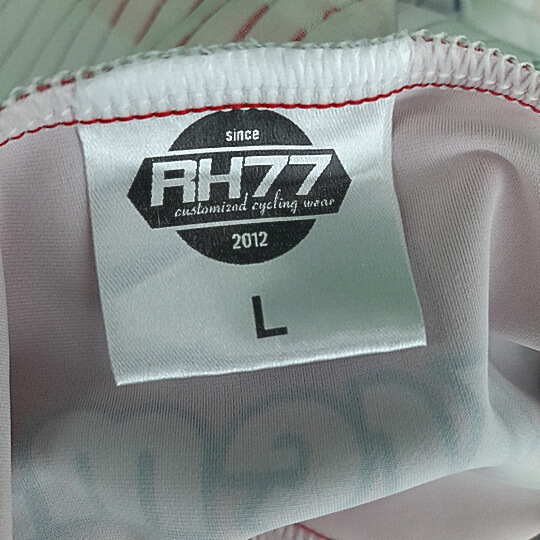 since
RH77
customized cycling wear
2012
L